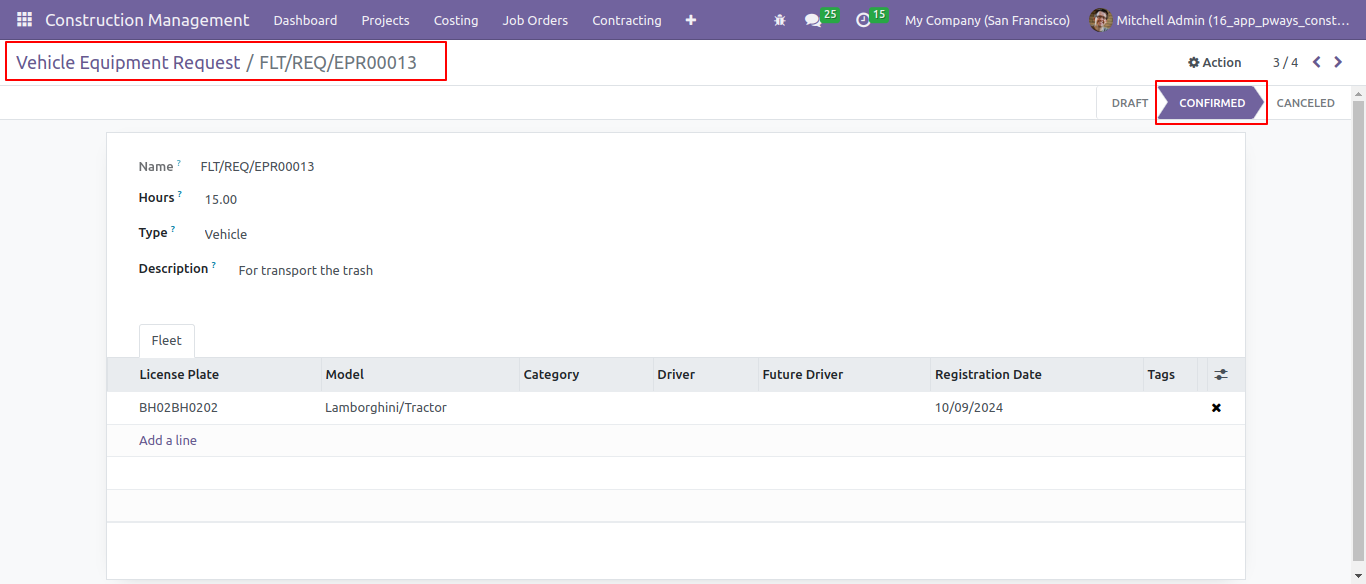 Construction Management Dashboard Projects Costing Job Orders Contracting 25 15 My Company (San Francisco) Mitchell Admin (16_app_pways_const...
Vehicle Equipment Request / FLT/REQ/EPR00013 Action 3 / 4
DRAFT CONFIRMED CANCELED
Name ? FLT/REQ/EPR00013
Hours ? 15.00
Type ? Vehicle
Description ? For transport the trash
Fleet
License Plate Model Category Driver Future Driver Registration Date Tags
BH02BH0202 Lamborghini/Tractor 10/09/2024
Add a line